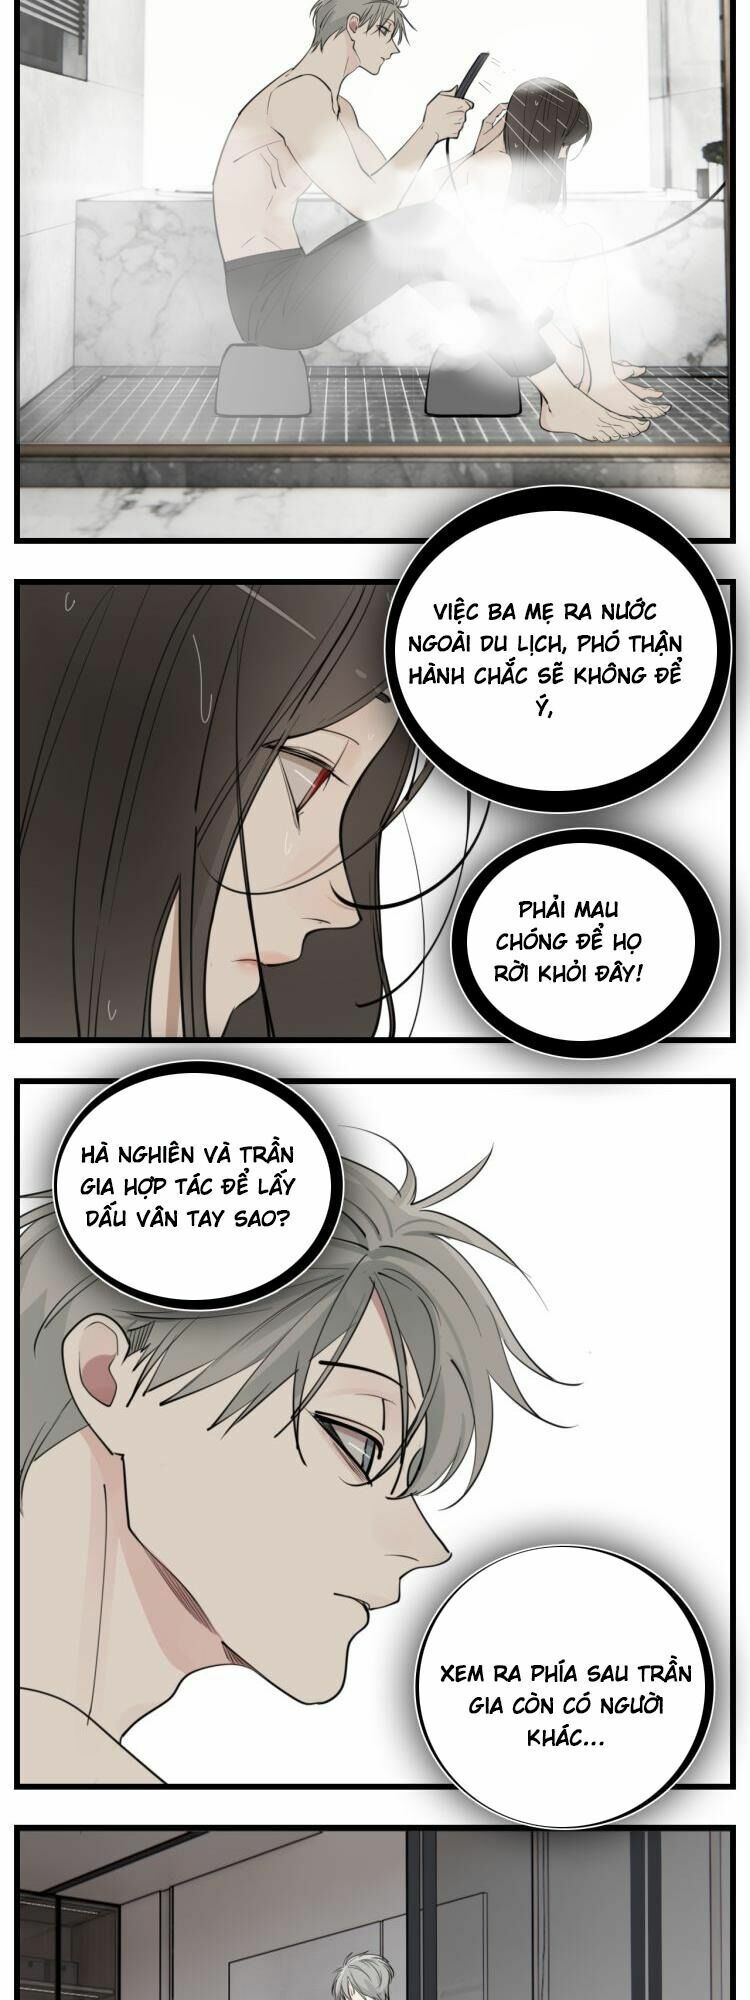 VIỆC BA MẸ RA NƯỚC
NGOÀI DU LỊCH, PHÓ THẬN
HÀNH CHẮC SẼ KHÔNG ĐỂ
Ý,
PHẢI MAU
CHÓNG ĐỂ HỌ
RỜI KHỎI ĐÂY!
HÀ NGHIÊN VÀ TRẦN
GIA HỢP TÁC ĐỂ LẤY
DẤU VÂN TAY SAO?
XEM RA PHÍA SAU TRẦN
GIA CÒN CÓ NGƯỜI
KHÁC...